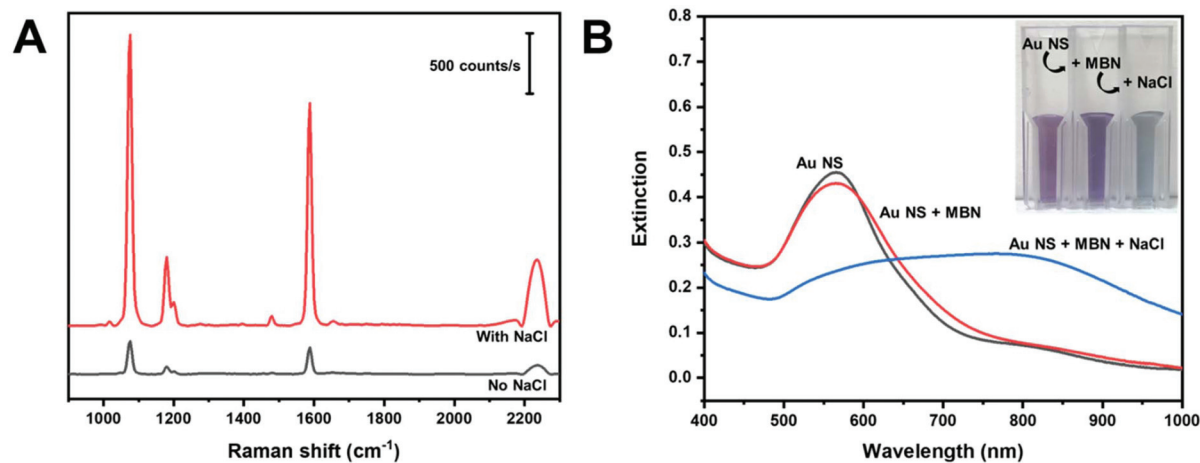 A
500 counts/s
With NaCl
No NaCl
1000 1200 1400 1600 1800 2000 2200
Raman shift (cm⁻¹)
B
Extinction
0.8
0.7
0.6
0.5
0.4
0.3
0.2
0.1
0.0
Au NS
+ MBN
+ NaCl
Au NS
Au NS + MBN
Au NS + MBN + NaCl
400 500 600 700 800 900 1000
Wavelength (nm)